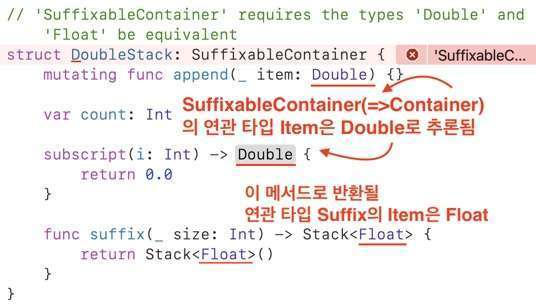 // 'SuffixableContainer' requires the types 'Double' and
'Float' be equivalent
struct DoubleStack: SuffixableContainer { 'SuffixableC...
mutating func append(_ item: Double) {}
var count: Int
SuffixableContainer(=>Container)
의 연관 타입 Item은 Double로 추론됨
subscript(i: Int) -> Double {
return 0.0
}
이 메서드로 반환될
연관 타입 Suffix의 Item은 Float
func suffix(_ size: Int) -> Stack<Float> {
return Stack<Float>()
}
}